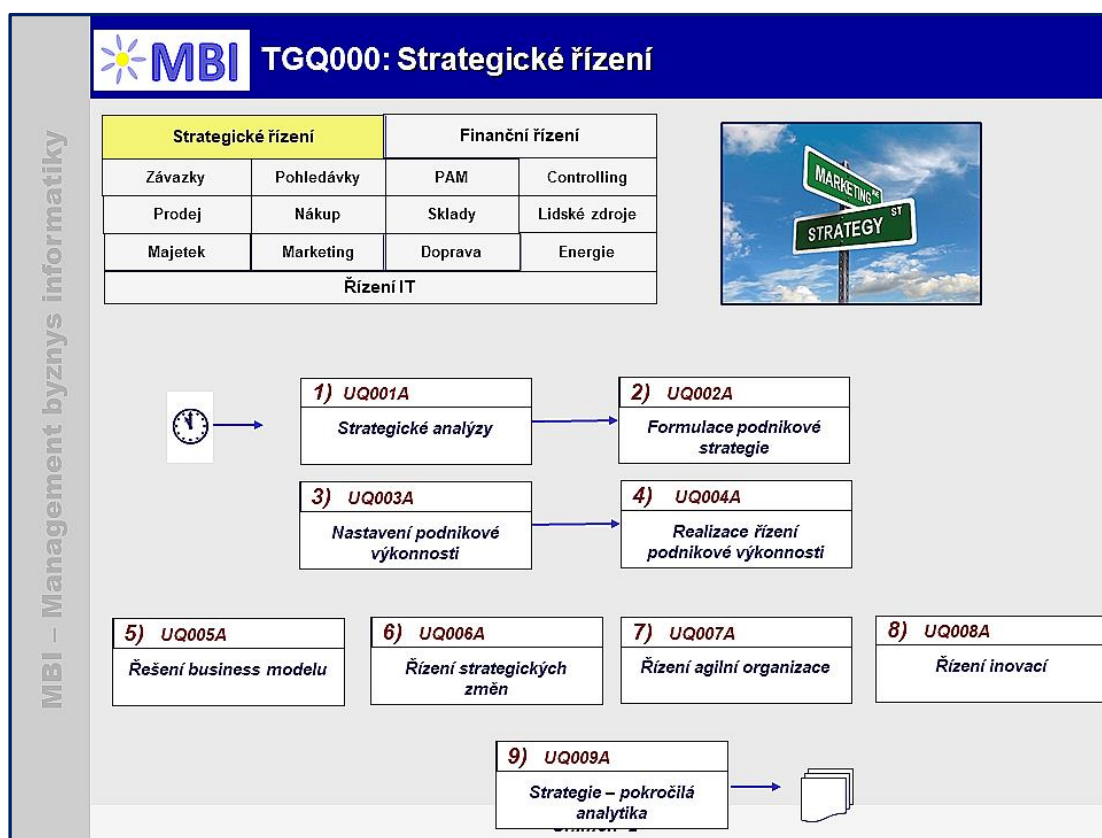 MBI
TGQ000: Strategické řízení
MBI – Management byznys informatiky
Strategické řízení
Finanční řízení
Závazky
Pohledávky
PAM
Controlling
Prodej
Nákup
Sklady
Lidské zdroje
Majetek
Marketing
Doprava
Energie
Řízení IT
MARKETING AVE
STRATEGY ST
1) UQ001A
Strategické analýzy
2) UQ002A
Formulace podnikové
strategie
3) UQ003A
Nastavení podnikové
výkonnosti
4) UQ004A
Realizace řízení
podnikové výkonnosti
5) UQ005A
Řešení business modelu
6) UQ006A
Řízení strategických
změn
7) UQ007A
Řízení agilní organizace
8) UQ008A
Řízení inovací
9) UQ009A
Strategie – pokročilá
analytika